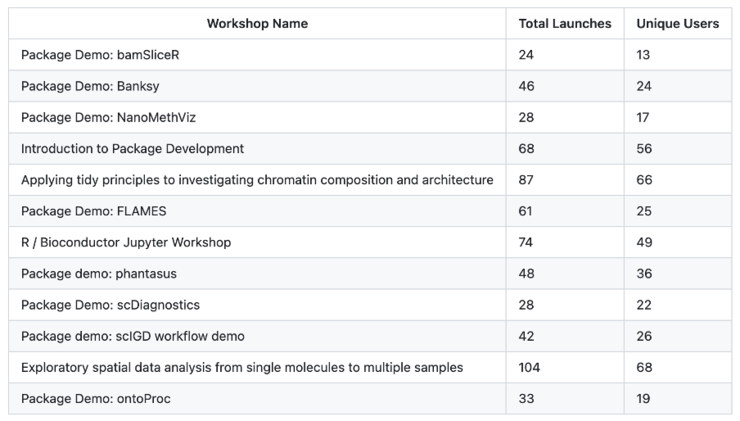 Workshop Name Total Launches Unique Users
Package Demo: bamSliceR 24 13
Package Demo: Banksy 46 24
Package Demo: NanoMethViz 28 17
Introduction to Package Development 68 56
Applying tidy principles to investigating chromatin composition and architecture 87 66
Package Demo: FLAMES 61 25
R / Bioconductor Jupyter Workshop 74 49
Package demo: phantasus 48 36
Package Demo: scDiagnostics 28 22
Package demo: scIGD workflow demo 42 26
Exploratory spatial data analysis from single molecules to multiple samples 104 68
Package Demo: ontoProc 33 19